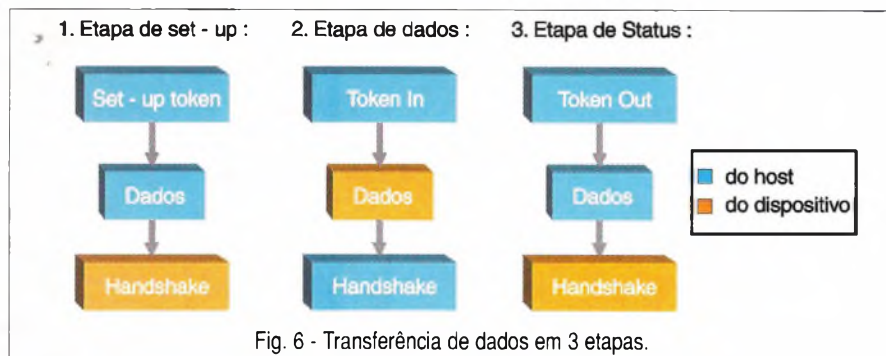 1. Etapa de set - up :
2. Etapa de dados :
3. Etapa de Status :
Set - up token
Token In
Token Out
Dados
Dados
Dados
Handshake
Handshake
Handshake
do host
do dispositivo
Fig. 6 - Transferência de dados em 3 etapas.